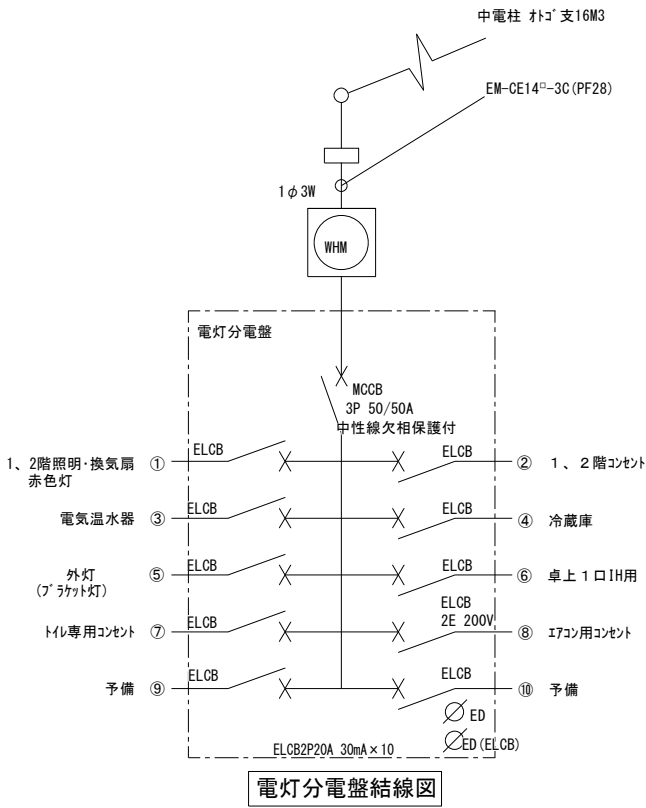 中電柱 ｵﾄｺﾞ支16M3
EM-CE14□-3C(PF28)
1φ3W
WHM
電灯分電盤
MCCB
3P 50/50A
中性線欠相保護付
1、2階照明･換気扇
赤色灯
①
ELCB
ELCB
②
１、２階ｺﾝｾﾝﾄ
電気温水器
③
ELCB
ELCB
④
冷蔵庫
外灯
(ﾌﾞﾗｹｯﾄ灯)
⑤
ELCB
ELCB
⑥
卓上１口IH用
ﾄｲﾚ専用ｺﾝｾﾝﾄ
⑦
ELCB
ELCB
2E 200V
⑧
ｴｱｺﾝ用ｺﾝｾﾝﾄ
予備
⑨
ELCB
ELCB
⑩
予備
ED
ED(ELCB)
ELCB2P20A 30mA×10
電灯分電盤結線図